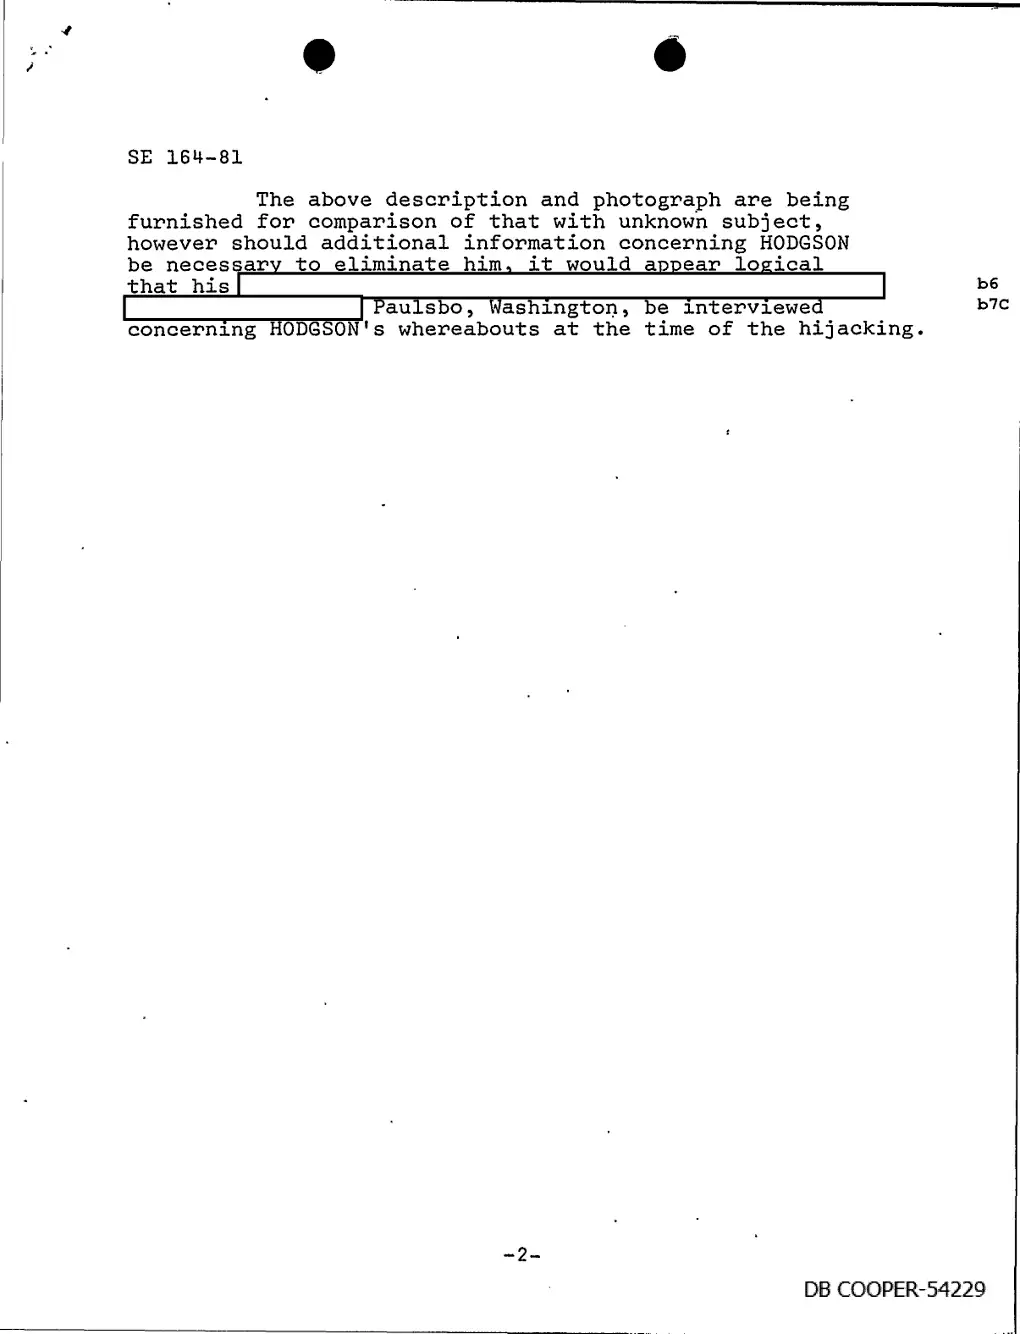 SE 164-81
The above description and photograph are being
furnished for comparison of that with unknown subject,
however should additional information concerning HODGSON
be necessary to eliminate him, it would appear logical
that his
b6
Paulsbo, Washington, be interviewed
b7C
concerning HODGSON's whereabouts at the time of the hijacking.
-2-
DB COOPER-54229